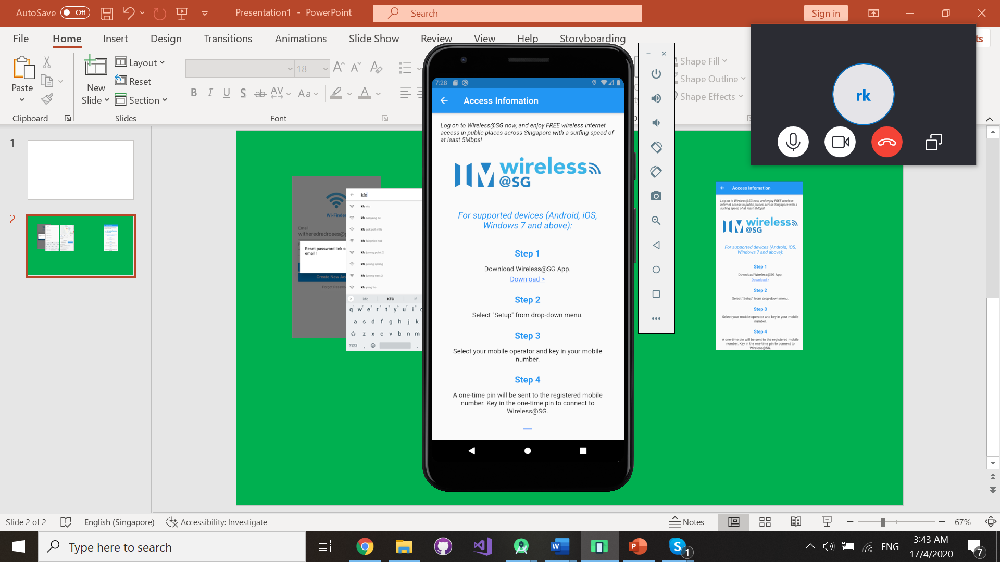 AutoSave Off
Presentation1 - PowerPoint
Search
Sign in
File Home Insert Design Transitions Animations Slide Show Review View Help Storyboarding
ts
Paste
Clipboard
New
Slide
Layout
Reset
Section
Slides
18
B I U S ab AV Aa A
Font
Shape Fill
Shape Outline
Shape Effects
rk
1
2
Wi-Finder
Email
witheredredroses@g
Reset password link se
email !
Create New Acc
Forgot Passwo
kfc
kfc ntu
kfc nanyang cc
kfc gek poh ville
kfc fairprice hub
kfc jurong point 2
kfc jurong spring
kfc jurong east 2
kfc yong ho
kfc KFC if
q w e r t y u i o
a s d f g h j k
z x c v b n m
?123 , .
7:28
Access Infomation
Log on to Wireless@SG now, and enjoy FREE wireless Internet
access in public places across Singapore with a surfing speed of
at least 5Mbps!
wireless
@SG
For supported devices (Android, iOS,
Windows 7 and above):
Step 1
Download Wireless@SG App.
Download >
Step 2
Select "Setup" from drop-down menu.
Step 3
Select your mobile operator and key in your mobile
number.
Step 4
A one-time pin will be sent to the registered mobile
number. Key in the one-time pin to connect to
Wireless@SG.
Access Infomation
Log on to Wireless@SG now, and enjoy FREE wireless
Internet access in public places across Singapore with a
surfing speed of at least 5Mbps!
wireless
@SG
For supported devices (Android, iOS,
Windows 7 and above):
Step 1
Download Wireless@SG App.
Download >
Step 2
Select "Setup" from drop-down menu.
Step 3
Select your mobile operator and key in your mobile
number.
Step 4
A one-time pin will be sent to the registered mobile
number. Key in the one-time pin to connect to
Wireless@SG.
Slide 2 of 2
English (Singapore)
Accessibility: Investigate
Notes
67%
Type here to search
1
ENG
3:43 AM
17/4/2020
7